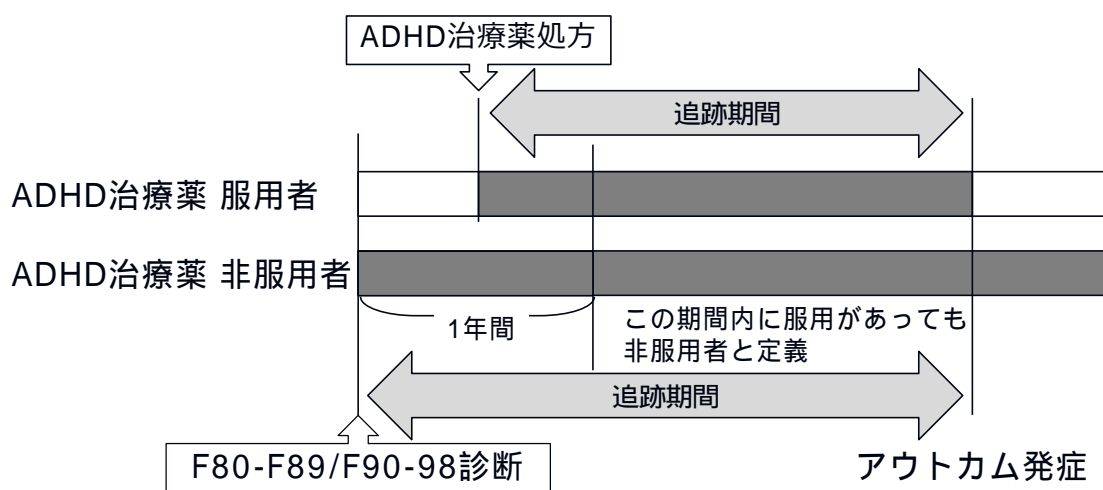 ADHD治療薬処方
追跡期間
ADHD治療薬 服用者
ADHD治療薬 非服用者
1年間
この期間内に服用があっても
非服用者と定義
追跡期間
F80-F89/F90-98診断
アウトカム発症